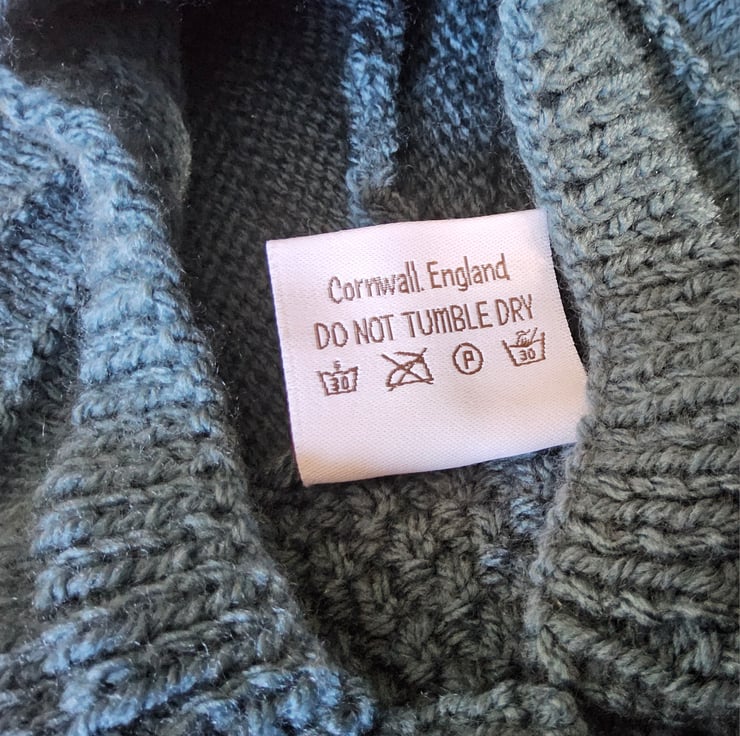 Cornwall. England
DO NOT TUMBLE DRY
30 P 30